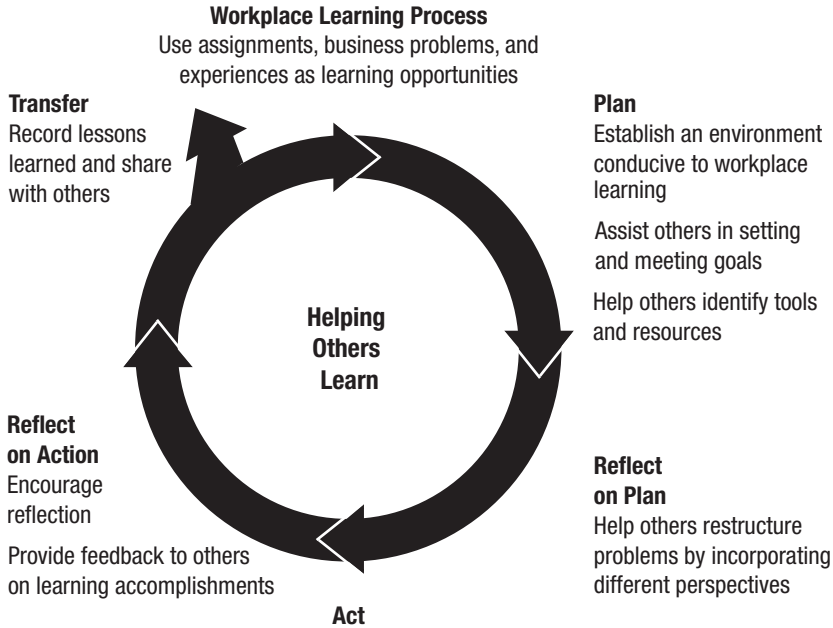 Workplace Learning Process
Use assignments, business problems, and
experiences as learning opportunities
Transfer
Record lessons
learned and share
with others
Plan
Establish an environment
conducive to workplace
learning
Assist others in setting
and meeting goals
Help others identify tools
and resources
Helping
Others
Learn
Reflect
on Action
Encourage
reflection
Provide feedback to others
on learning accomplishments
Reflect
on Plan
Help others restructure
problems by incorporating
different perspectives
Act